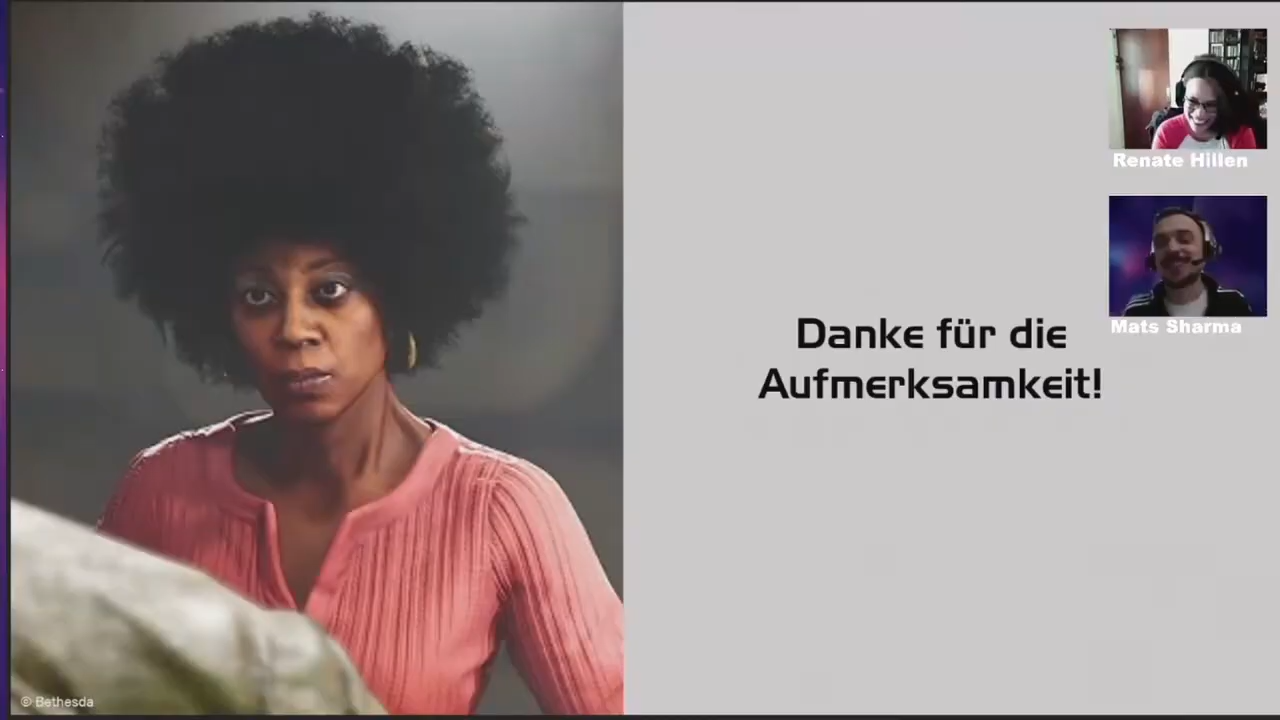 Renate Hillen
Mats Sharma
Danke für die
Aufmerksamkeit!
© Bethesda